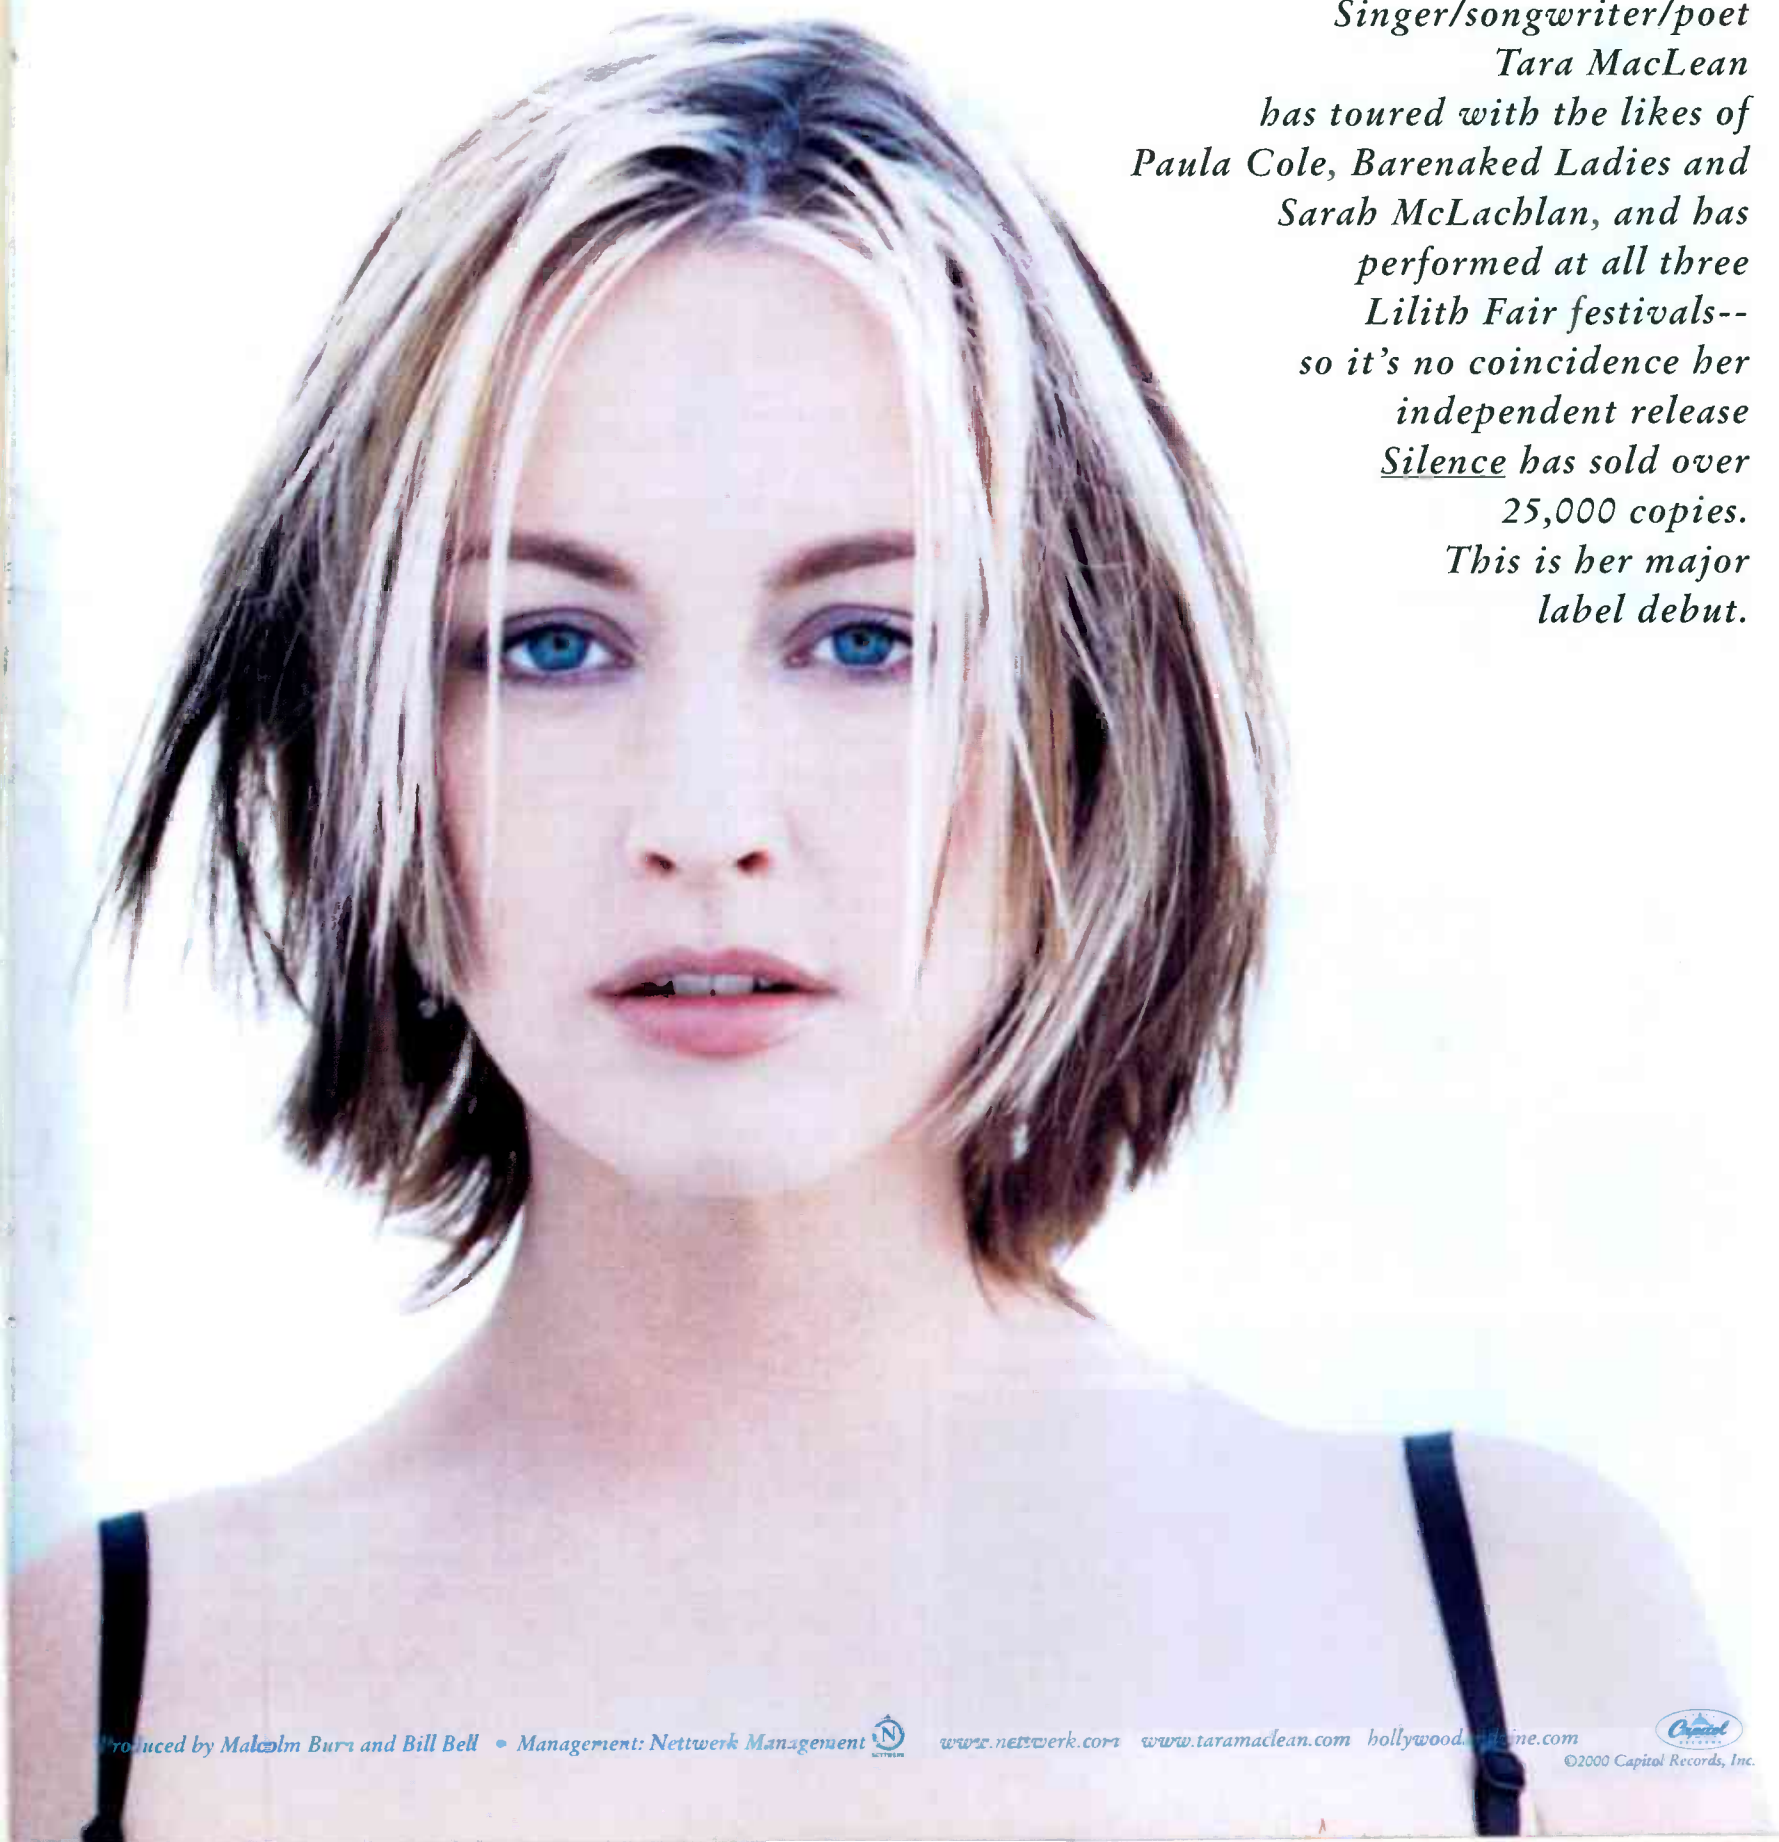 Singer/songwriter/poet
Tara MacLean
has toured with the likes of
Paula Cole, Barenaked Ladies and
Sarah McLachlan, and has
performed at all three
Lilith Fair festivals--
so it's no coincidence her
independent release
Silence has sold over
25,000 copies.
This is her major
label debut.
Produced by Malcolm Burn and Bill Bell • Management: Nettwerk Management N NETTWERK www.nettwerk.com www.taramaclean.com Capitol RECORDS
©2000 Capitol Records, Inc.